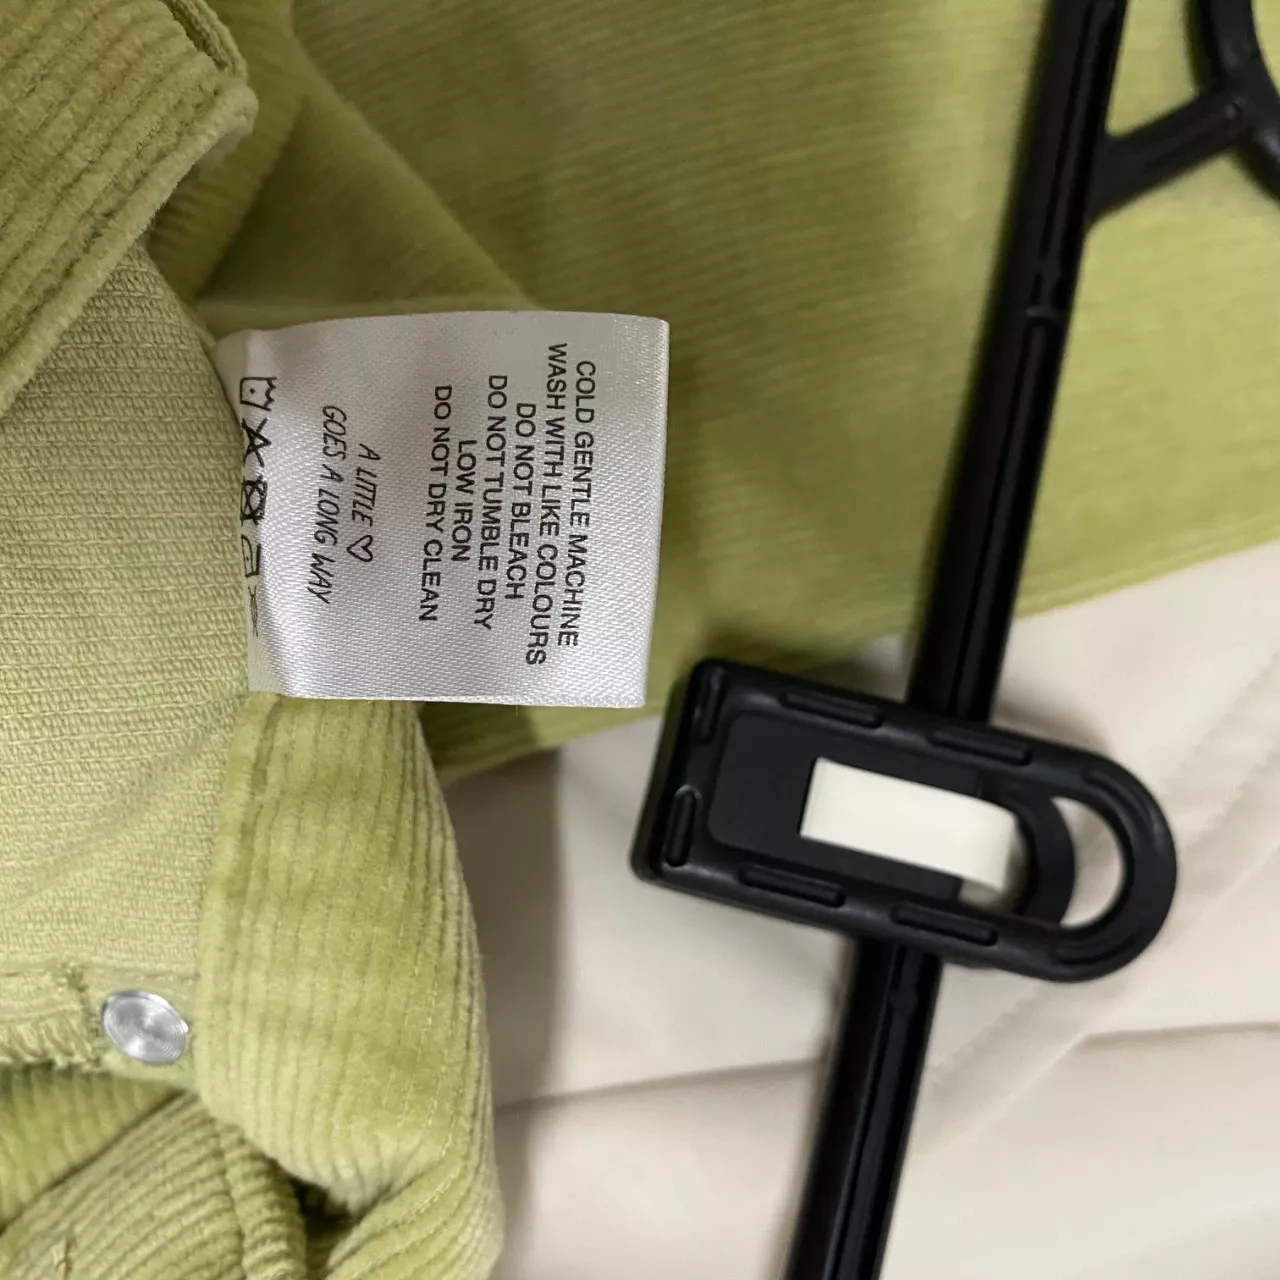 COLD GENTLE MACHINE
WASH WITH LIKE COLOURS
DO NOT BLEACH
DO NOT TUMBLE DRY
LOW IRON
DO NOT DRY CLEAN
A LITTLE ♡
GOES A LONG WAY